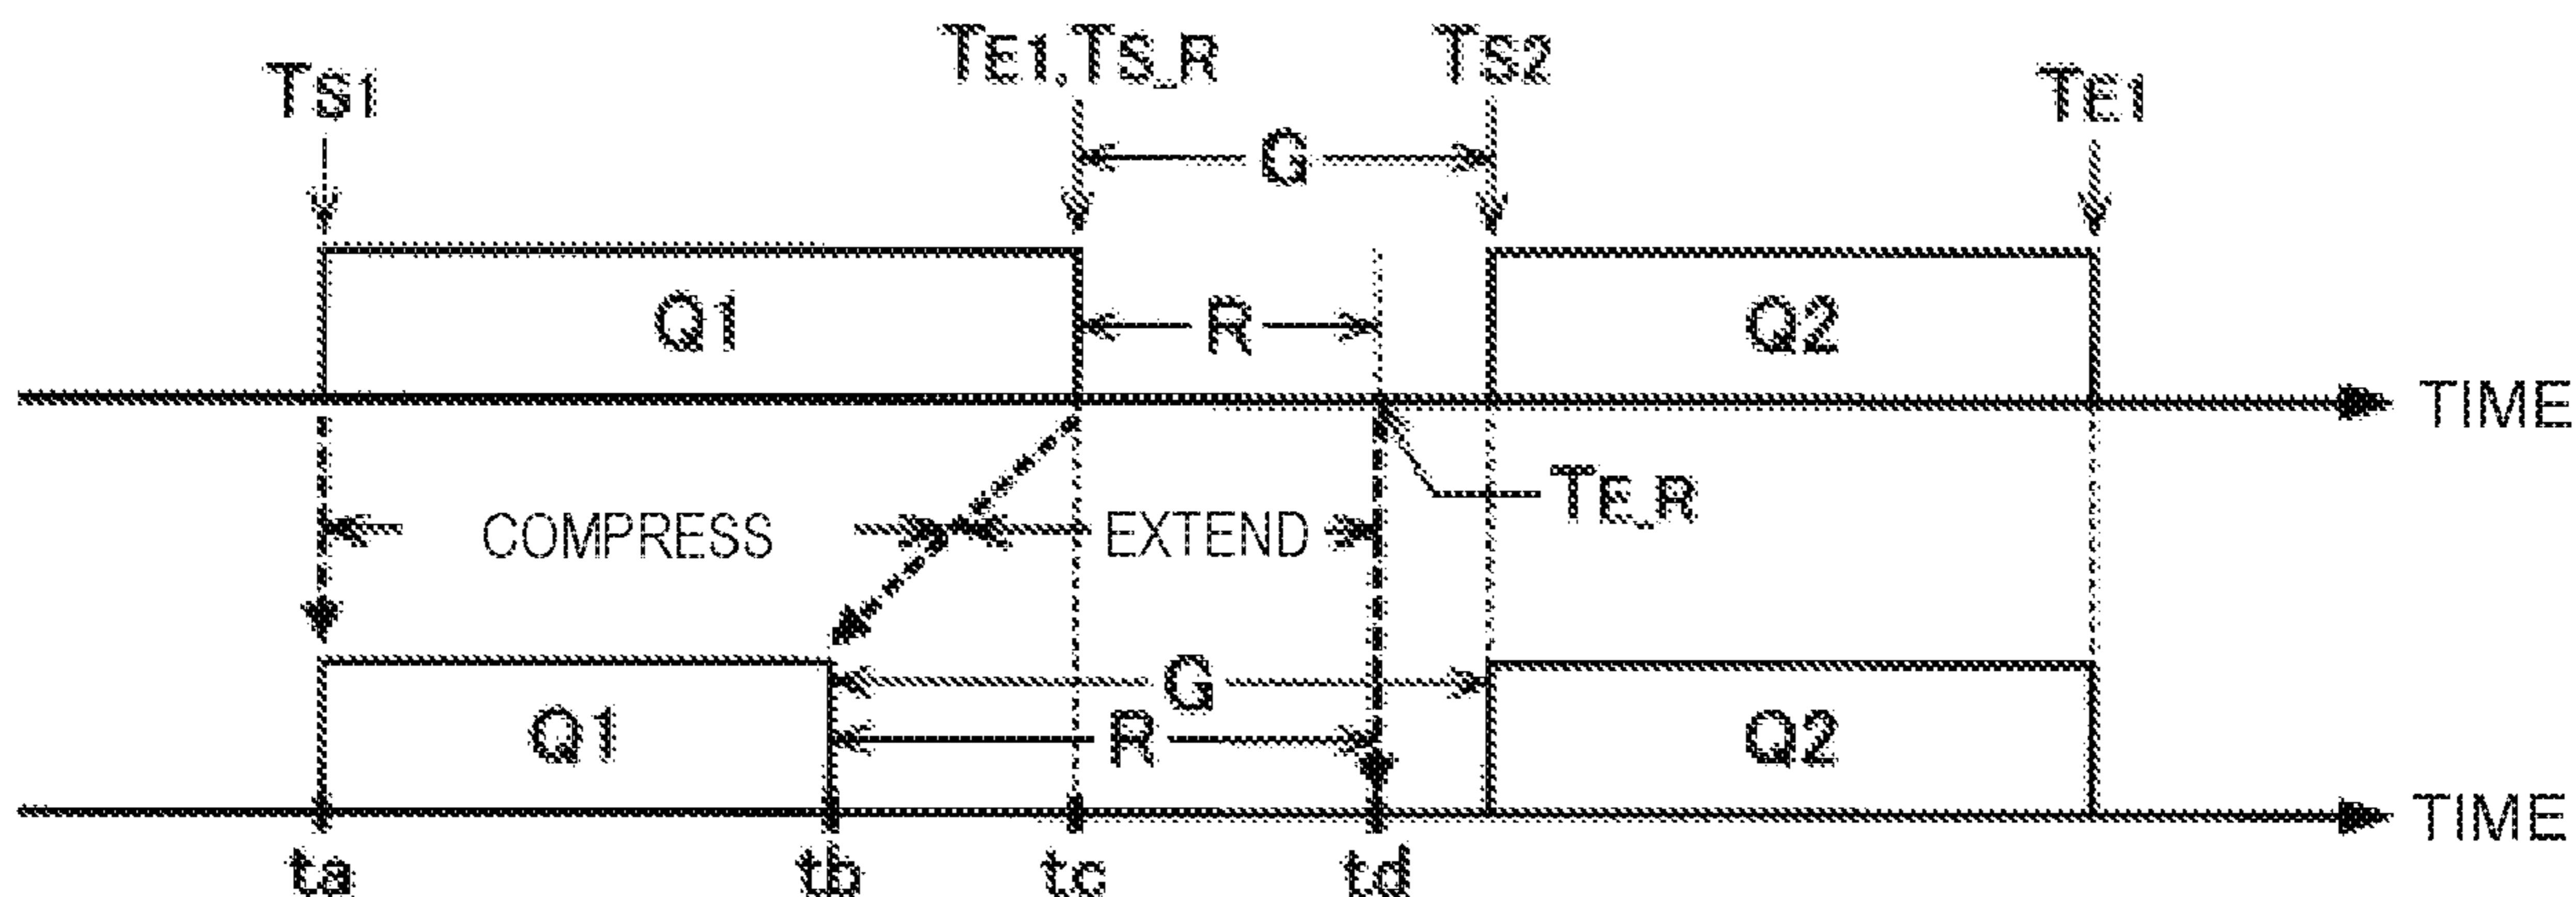 TS1 TE1,TS_R TS2 TE1
G
Q1 R Q2
TIME
TE_R
COMPRESS EXTEND
G
Q1 R Q2
TIME
ta tb tc td